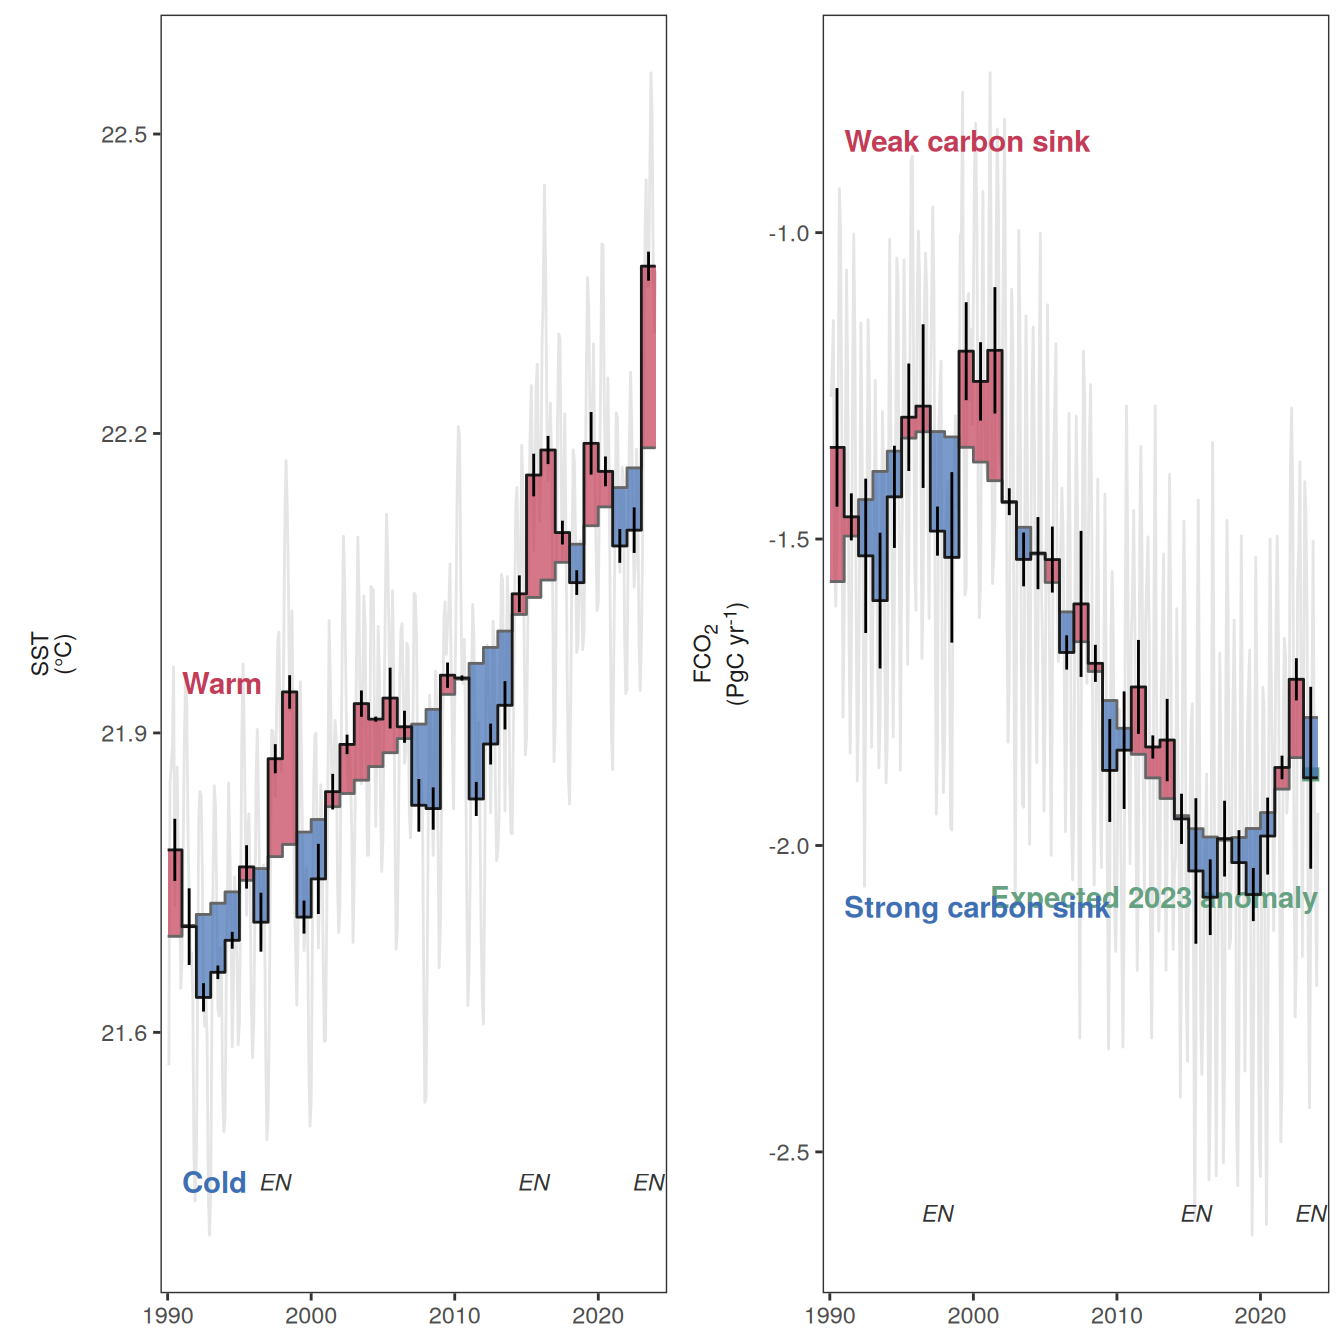 SST
(°C)
22.5
22.2
21.9
21.6
Warm
Cold
EN
EN
EN
1990
2000
2010
2020
FCO₂
(PgC yr⁻¹)
-1.0
-1.5
-2.0
-2.5
Weak carbon sink
Expected 2023 anomaly
Strong carbon sink
EN
EN
EN
1990
2000
2010
2020